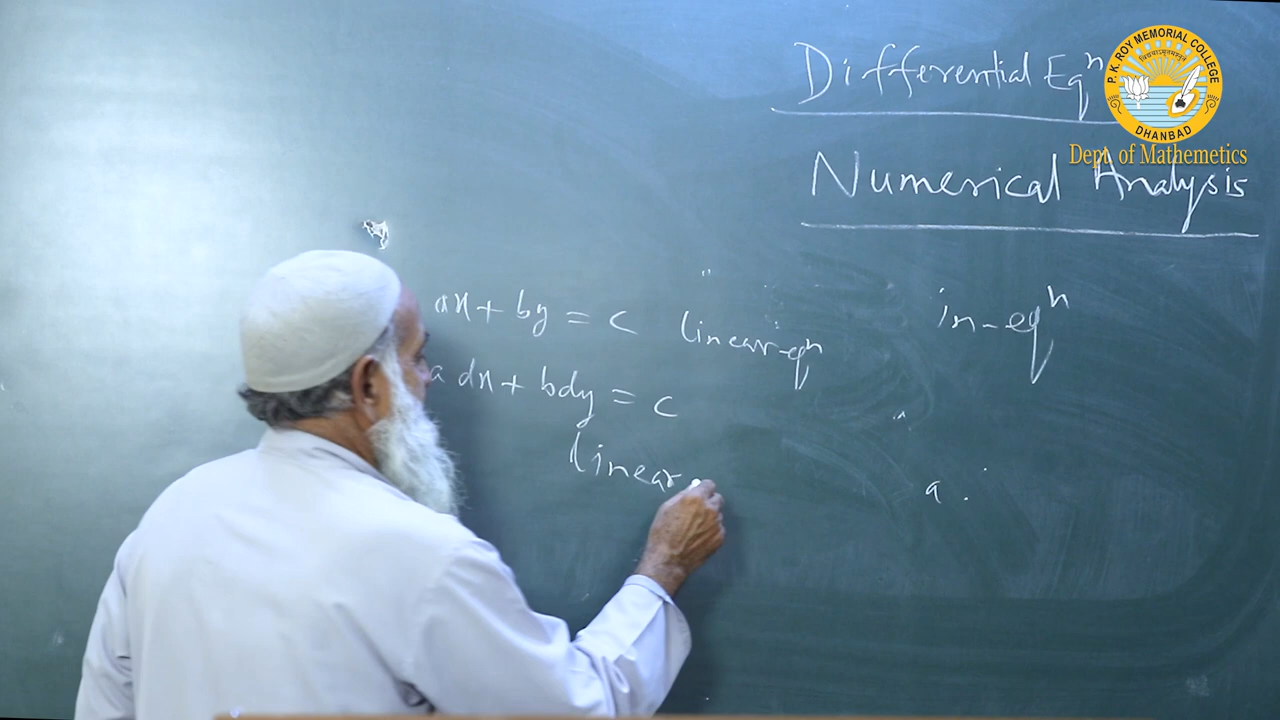 Differential Eqⁿ
P. K. ROY MEMORIAL COLLEGE
DHANBAD
Dept. of Mathemetics
Numerical Analysis
ax + by = c linear-eqⁿ
in-eqⁿ
a dx + bdy = c
linear
a .